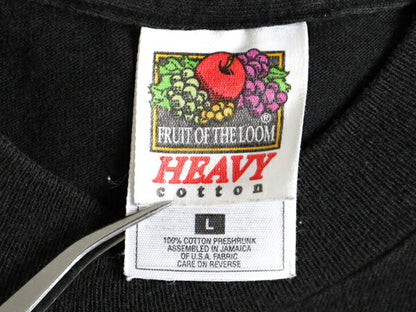 FRUIT OF THE LOOM
®
HEAVY
cotton
L
100% COTTON PRESHRUNK
ASSEMBLED IN JAMAICA
OF U.S.A. FABRIC
CARE ON REVERSE